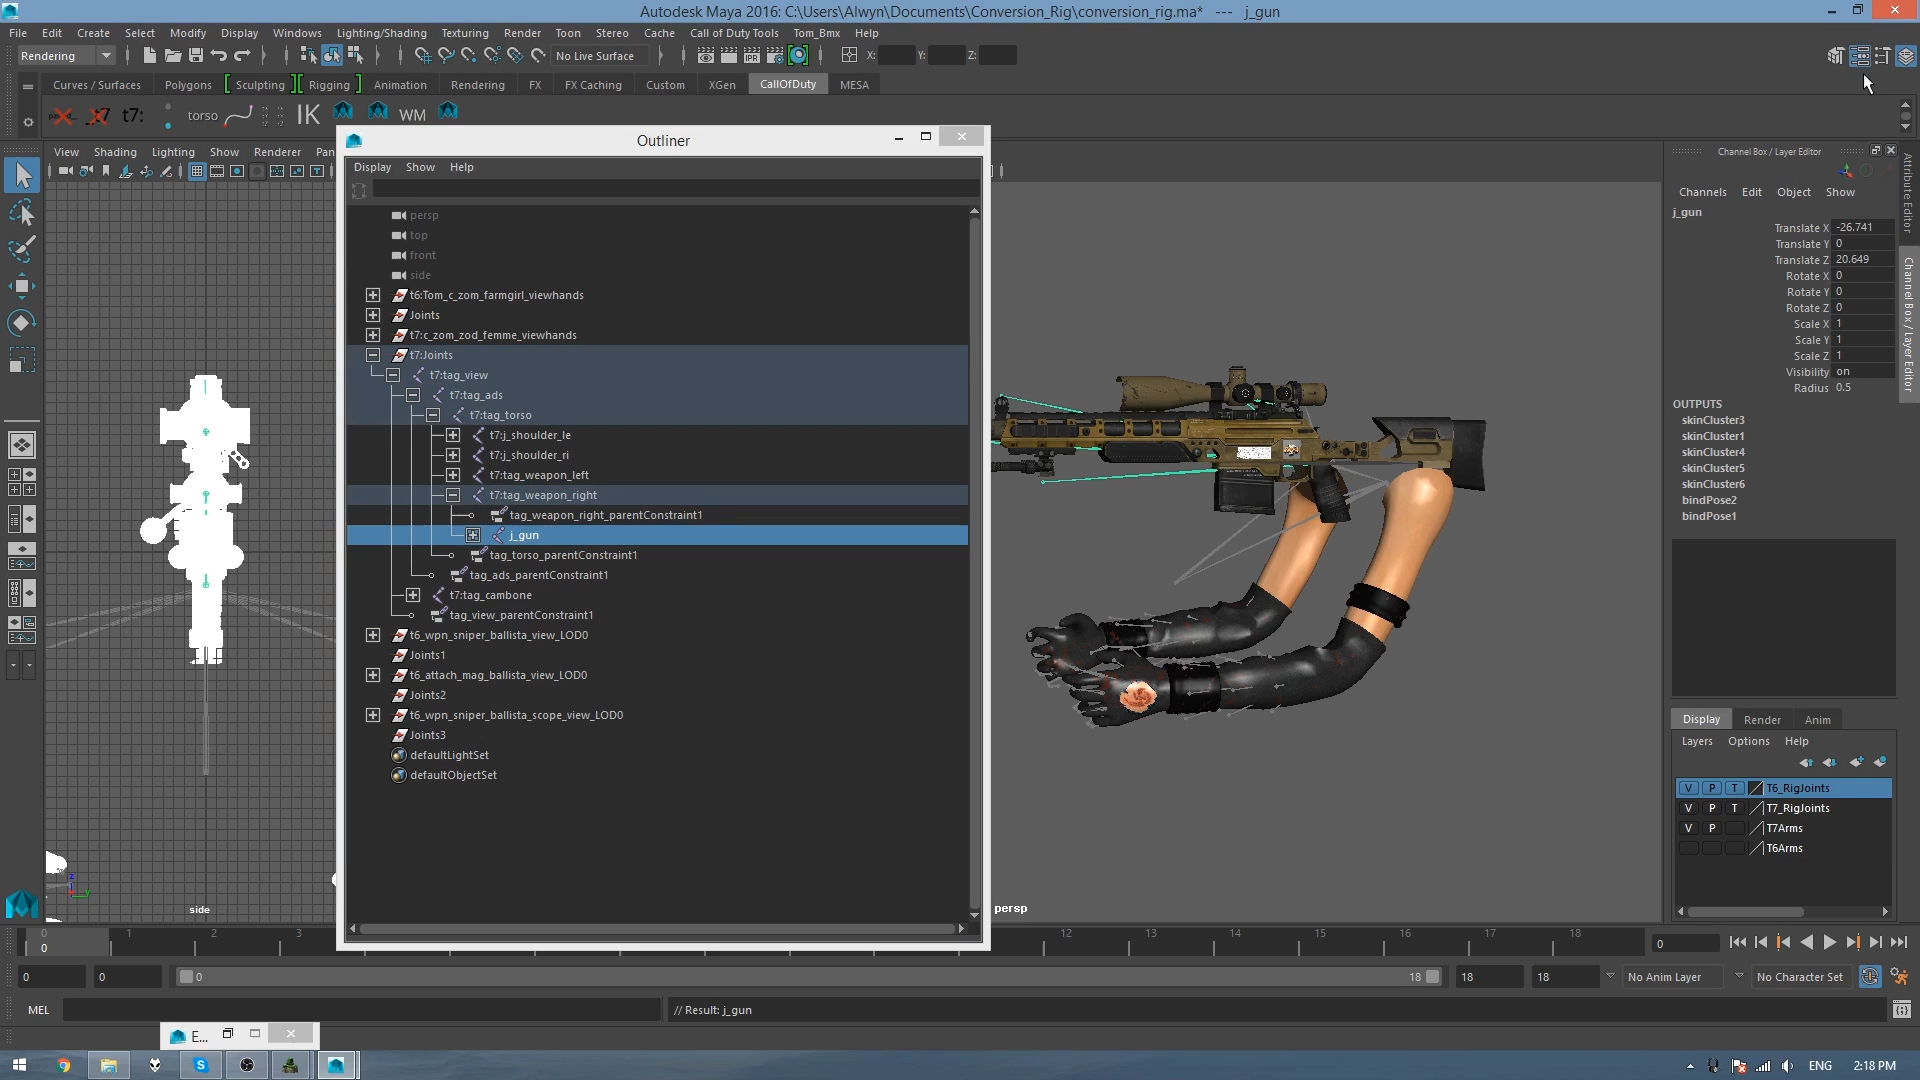 Autodesk Maya 2016: C:\Users\Alwyn\Documents\Conversion_Rig\conversion_rig.ma* --- j_gun
File Edit Create Select Modify Display Windows Lighting/Shading Texturing Render Toon Stereo Cache Call of Duty Tools Tom_Bmx Help
Rendering No Live Surface X: Y: Z:
Curves / Surfaces Polygons Sculpting Rigging Animation Rendering FX FX Caching Custom XGen CallOfDuty MESA
t7: torso IK WM
Outliner
Display Show Help
persp
top
front
side
t6:Tom_c_zom_farmgirl_viewhands
Joints
t7:c_zom_zod_femme_viewhands
t7:Joints
t7:tag_view
t7:tag_ads
t7:tag_torso
t7:j_shoulder_le
t7:j_shoulder_ri
t7:tag_weapon_left
t7:tag_weapon_right
tag_weapon_right_parentConstraint1
j_gun
tag_torso_parentConstraint1
tag_ads_parentConstraint1
t7:tag_cambone
tag_view_parentConstraint1
t6_wpn_sniper_ballista_view_LOD0
Joints1
t6_attach_mag_ballista_view_LOD0
Joints2
t6_wpn_sniper_ballista_scope_view_LOD0
Joints3
defaultLightSet
defaultObjectSet
View Shading Lighting Show Renderer Pan
side
persp
Channel Box / Layer Editor
Channels Edit Object Show
j_gun
Translate X -26.741
Translate Y 0
Translate Z 20.649
Rotate X 0
Rotate Y 0
Rotate Z 0
Scale X 1
Scale Y 1
Scale Z 1
Visibility on
Radius 0.5
OUTPUTS
skinCluster3
skinCluster1
skinCluster4
skinCluster5
skinCluster6
bindPose2
bindPose1
Attribute Editor
Channel Box / Layer Editor
Display Render Anim
Layers Options Help
V P T T6_RigJoints
V P T T7_RigJoints
V P T7Arms
T6Arms
0 1 2 3 12 13 14 15 16 17 18
0 0
0 0 0 18 18 18 No Anim Layer No Character Set
MEL // Result: j_gun
E...
ENG 2:18 PM